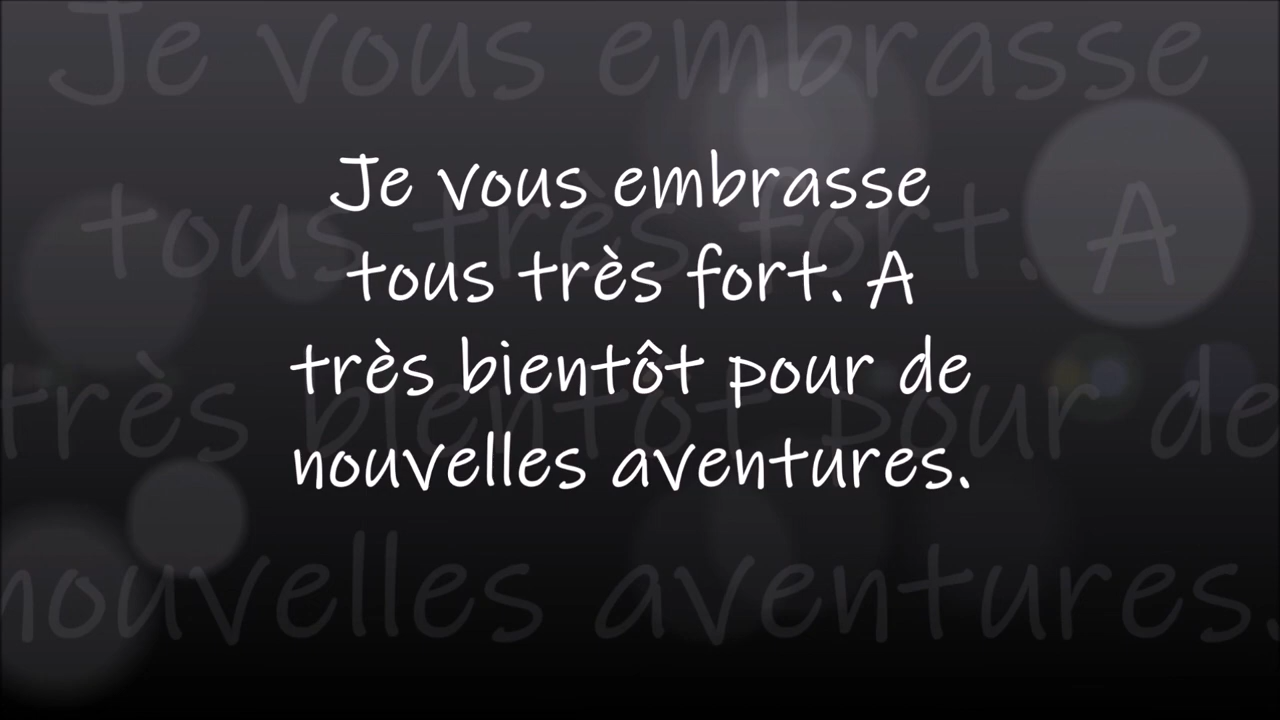 Je vous embrasse
tous très fort. A
très bientôt pour de
nouvelles aventures.